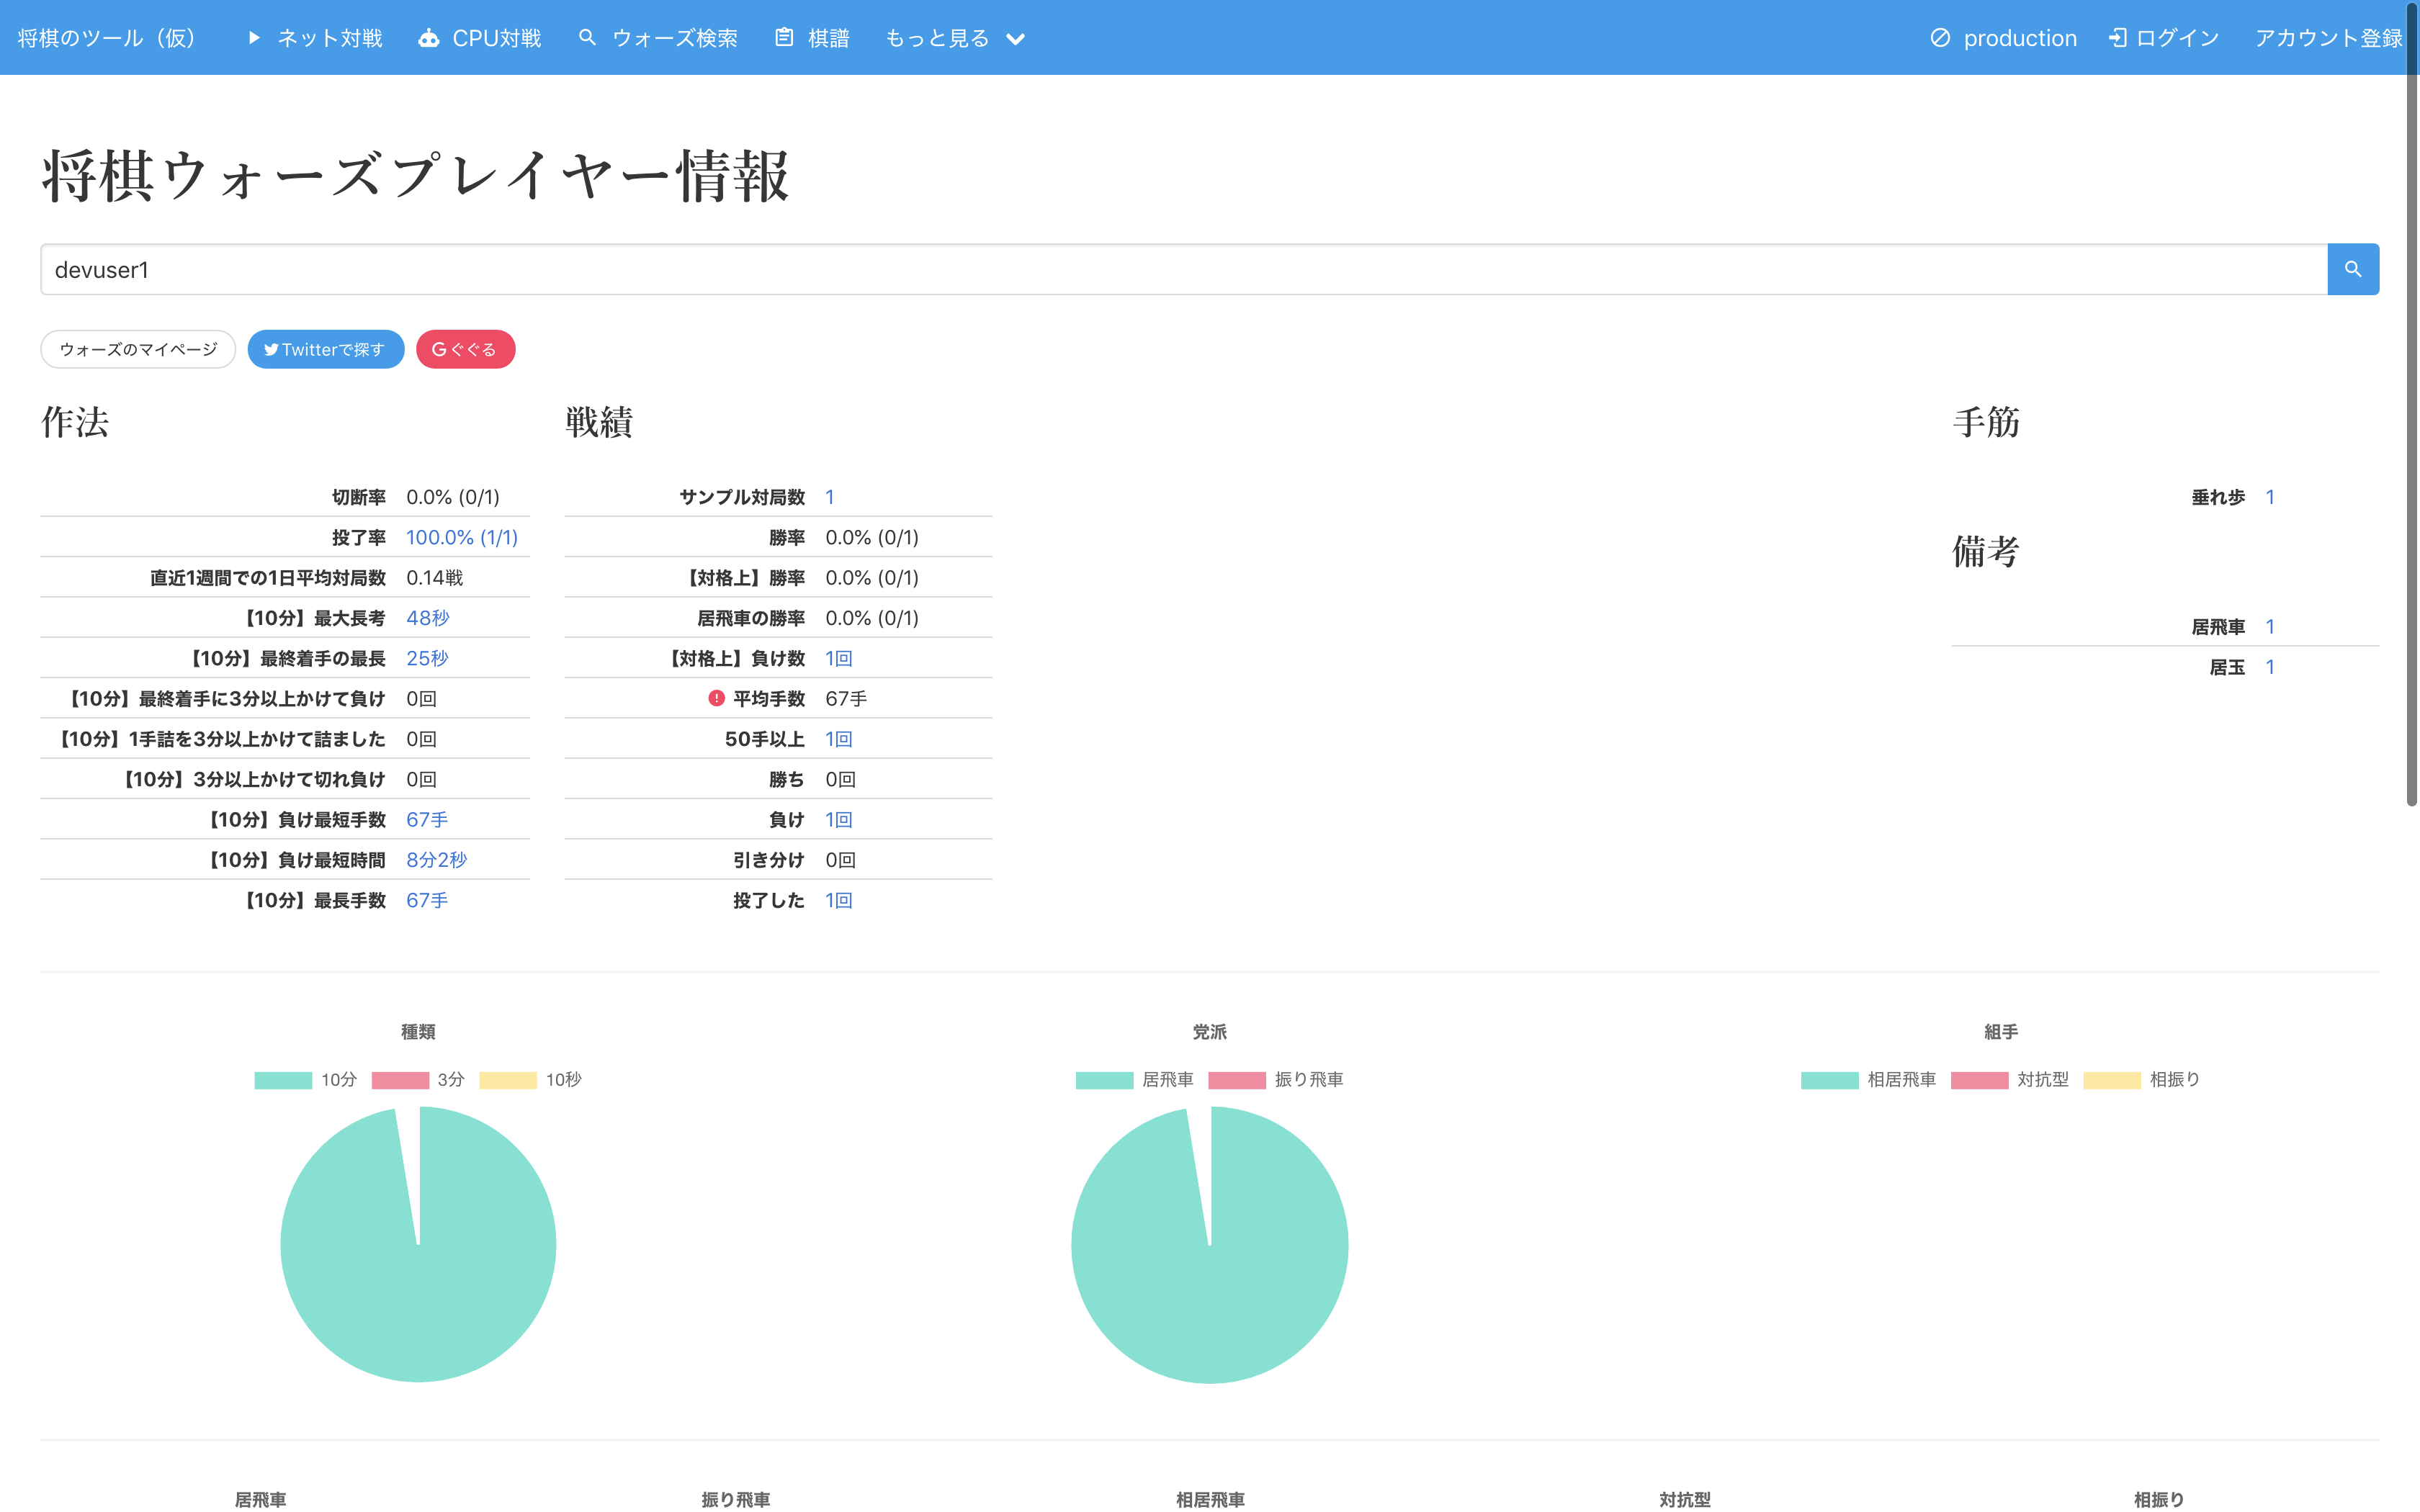 将棋のツール（仮） ネット対戦 CPU対戦 ウォーズ検索 棋譜 もっと見る production ログイン アカウント登録
将棋ウォーズプレイヤー情報
devuser1
ウォーズのマイページ Twitterで探す ぐぐる
作法
切断率 0.0% (0/1)
投了率 100.0% (1/1)
直近1週間での1日平均対局数 0.14戦
【10分】最大長考 48秒
【10分】最終着手の最長 25秒
【10分】最終着手に3分以上かけて負け 0回
【10分】1手詰を3分以上かけて詰ました 0回
【10分】3分以上かけて切れ負け 0回
【10分】負け最短手数 67手
【10分】負け最短時間 8分2秒
【10分】最長手数 67手
戦績
サンプル対局数 1
勝率 0.0% (0/1)
【対格上】勝率 0.0% (0/1)
居飛車の勝率 0.0% (0/1)
【対格上】負け数 1回
平均手数 67手
50手以上 1回
勝ち 0回
負け 1回
引き分け 0回
投了した 1回
手筋
垂れ歩 1
備考
居飛車 1
居玉 1
種類
10分 3分 10秒
党派
居飛車 振り飛車
組手
相居飛車 対抗型 相振り
居飛車 振り飛車 相居飛車 対抗型 相振り